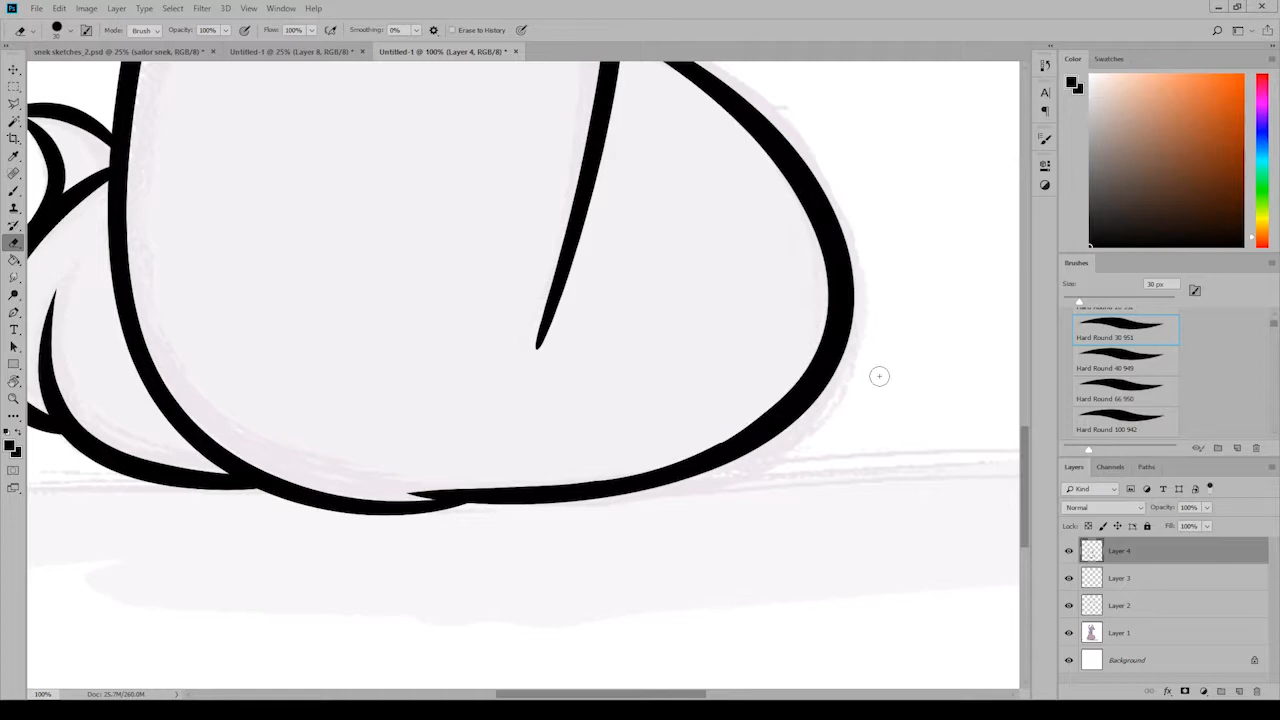 Ps File Edit Image Layer Type Select Filter 3D View Window Help
30 Mode: Brush Opacity: 100% Flow: 100% Smoothing: 0% Erase to History
snek sketches_2.psd @ 25% (sailor snek, RGB/8) * × Untitled-1 @ 25% (Layer 8, RGB/8) * × Untitled-1 @ 100% (Layer 4, RGB/8) * ×
Color Swatches
Brushes
Size: 30 px
Hard Round 30 951
Hard Round 40 949
Hard Round 66 950
Hard Round 100 942
Layers Channels Paths
Kind
Normal Opacity: 100%
Lock: Fill: 100%
Layer 4
Layer 3
Layer 2
Layer 1
Background
100% Doc: 25.7M/260.0M